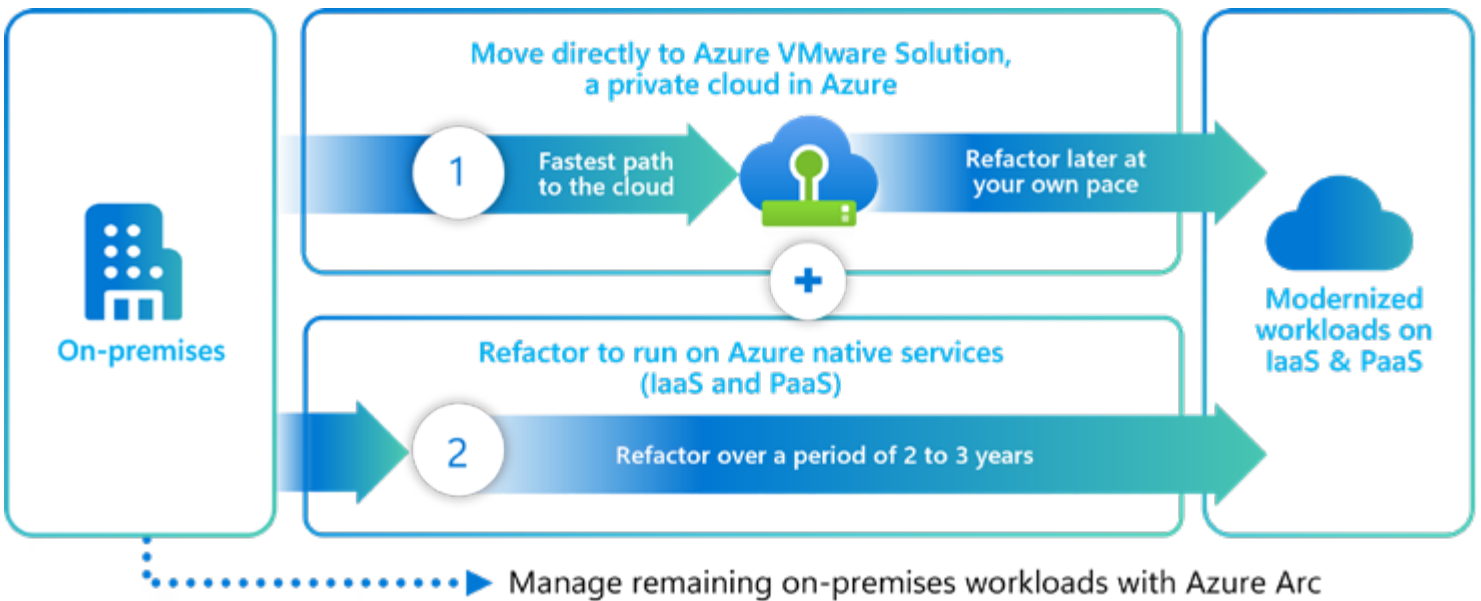 Move directly to Azure VMware Solution,
a private cloud in Azure
1
Fastest path
to the cloud
Refactor later at
your own pace
On-premises
+
Modernized
workloads on
IaaS & PaaS
Refactor to run on Azure native services
(IaaS and PaaS)
2
Refactor over a period of 2 to 3 years
Manage remaining on-premises workloads with Azure Arc